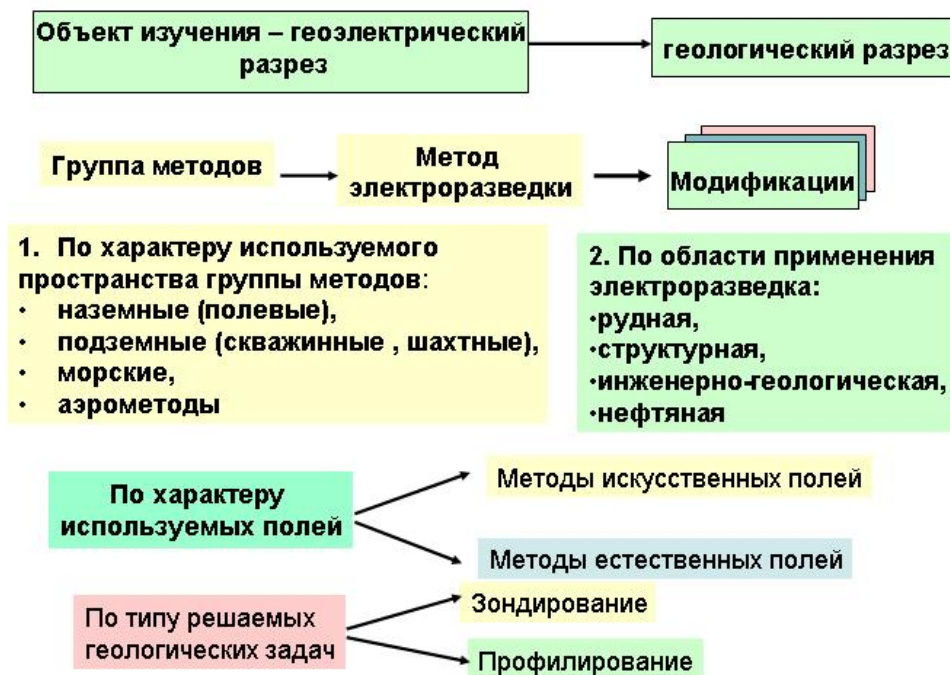 Объект изучения – геоэлектрический
разрез
геологический разрез
Группа методов
Метод
электроразведки
Модификации
1. По характеру используемого
пространства группы методов:
• наземные (полевые),
• подземные (скважинные , шахтные),
• морские,
• аэрометоды
2. По области применения
электроразведка:
•рудная,
•структурная,
•инженерно-геологическая,
•нефтяная
По характеру
используемых полей
Методы искусственных полей
Методы естественных полей
По типу решаемых
геологических задач
Зондирование
Профилирование